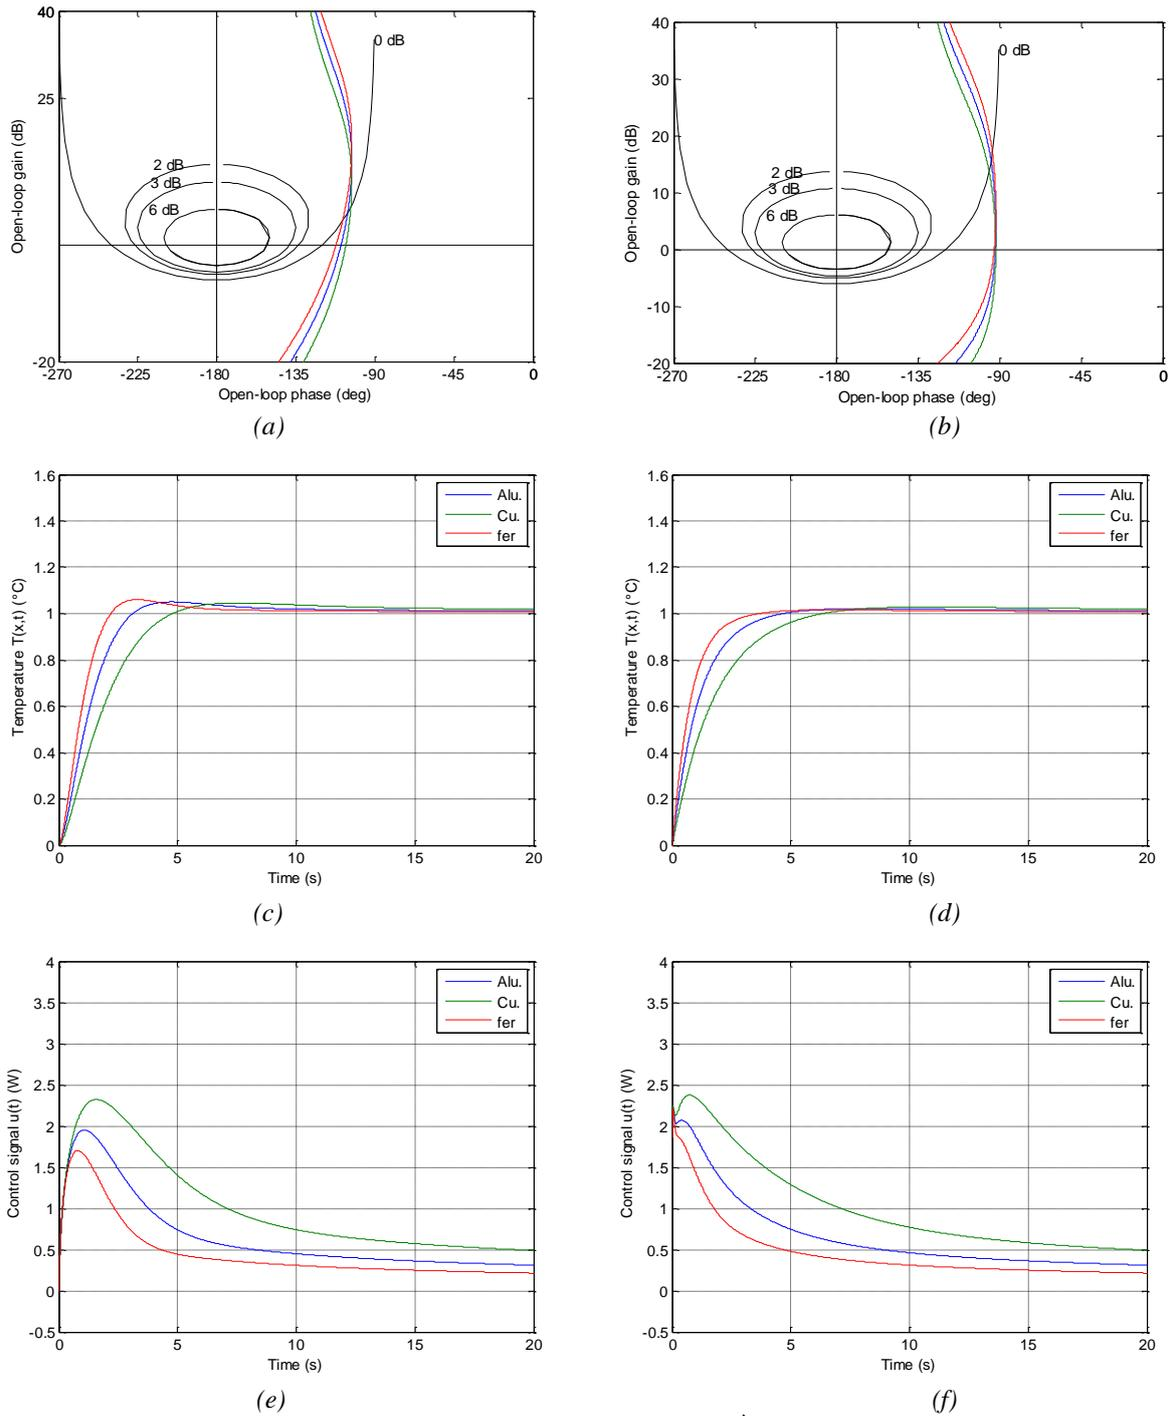 40
25
-20
-270
-225
-180
-135
-90
-45
0
Open-loop gain (dB)
Open-loop phase (deg)
0 dB
2 dB
3 dB
6 dB
(a)
40
30
20
10
0
-10
-20
-270
-225
-180
-135
-90
-45
0
Open-loop gain (dB)
Open-loop phase (deg)
0 dB
2 dB
3 dB
6 dB
(b)
1.6
1.4
1.2
1
0.8
0.6
0.4
0.2
0
0
5
10
15
20
Temperature T(x,t) (°C)
Time (s)
Alu.
Cu.
fer
(c)
1.6
1.4
1.2
1
0.8
0.6
0.4
0.2
0
0
5
10
15
20
Temperature T(x,t) (°C)
Time (s)
Alu.
Cu.
fer
(d)
4
3.5
3
2.5
2
1.5
1
0.5
0
-0.5
0
5
10
15
20
Control signal u(t) (W)
Time (s)
Alu.
Cu.
fer
(e)
4
3.5
3
2.5
2
1.5
1
0.5
0
-0.5
0
5
10
15
20
Control signal u(t) (W)
Time (s)
Alu.
Cu.
fer
(f)